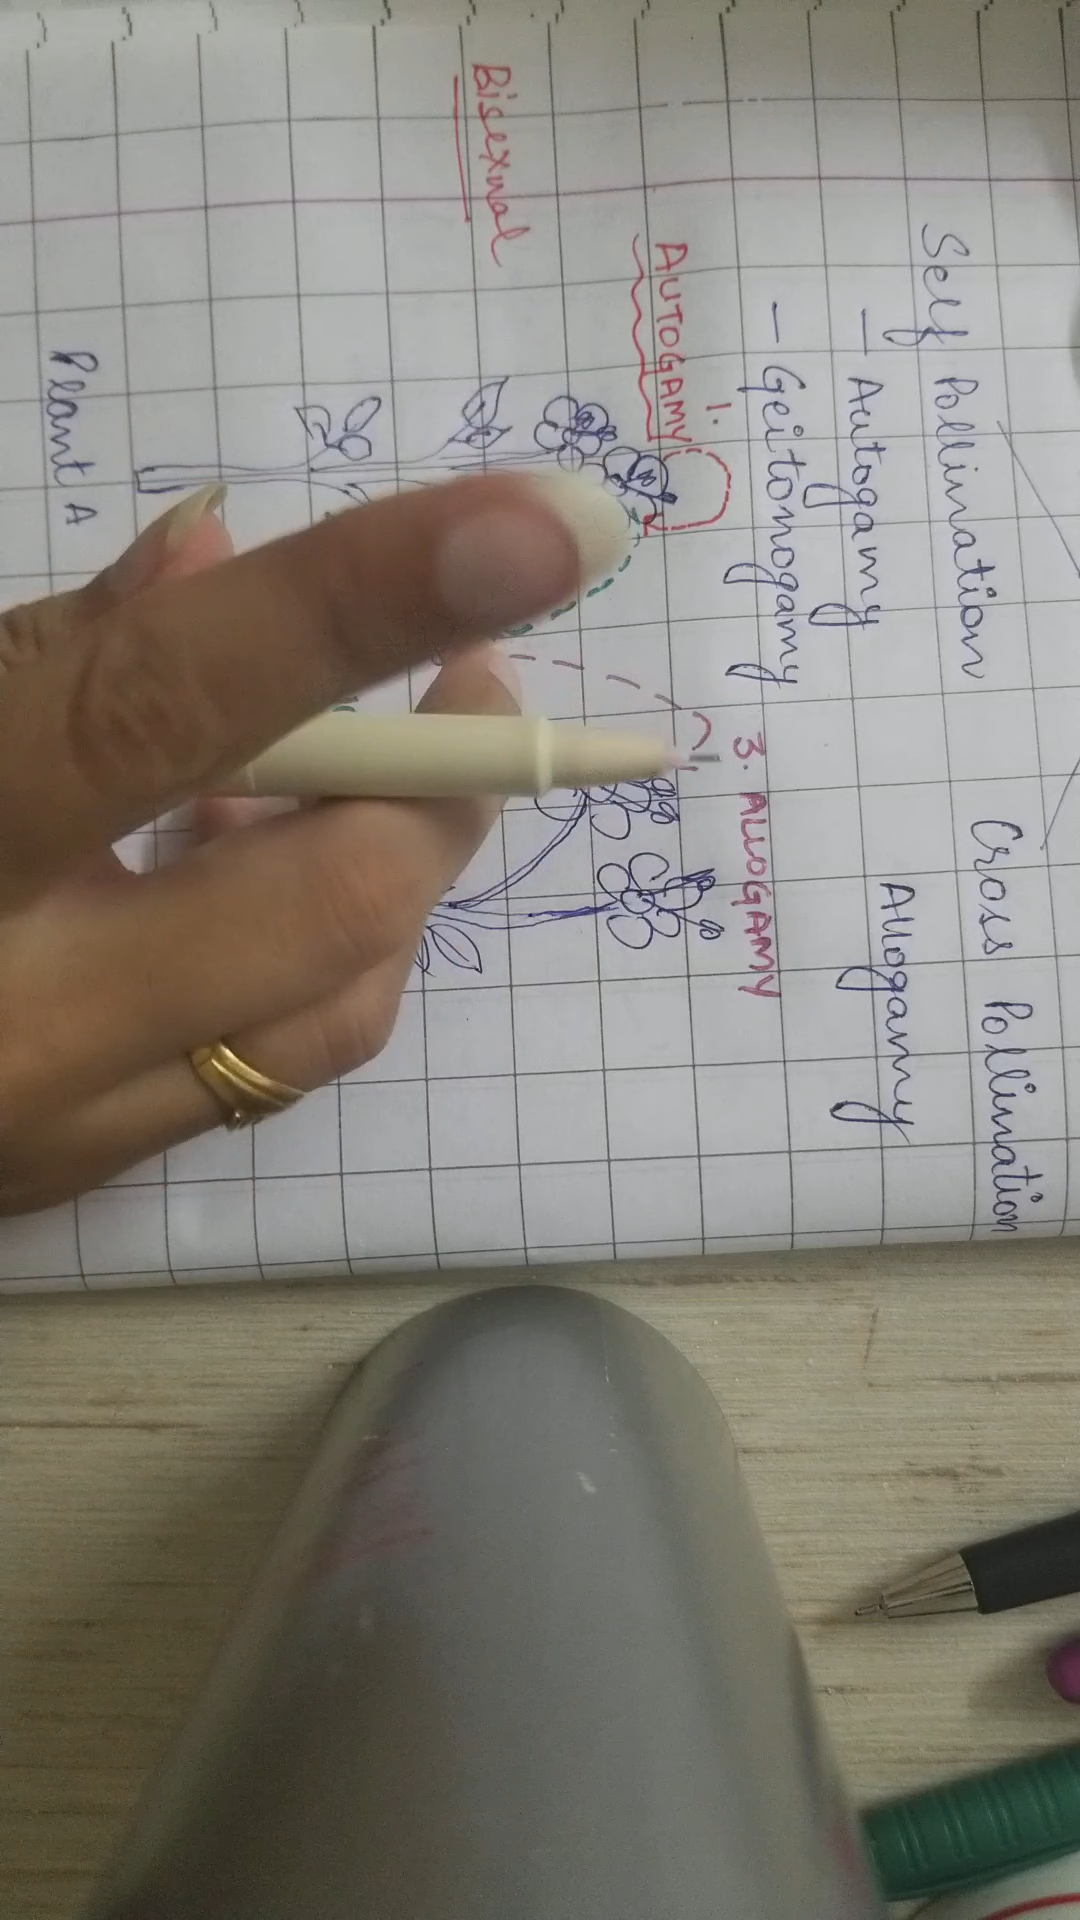 Self Pollination
Cross Pollination
– Autogamy
Allogamy
– Geitonogamy
1.
AUTOGAMY
3. ALLOGAMY
Bisexual
Plant A